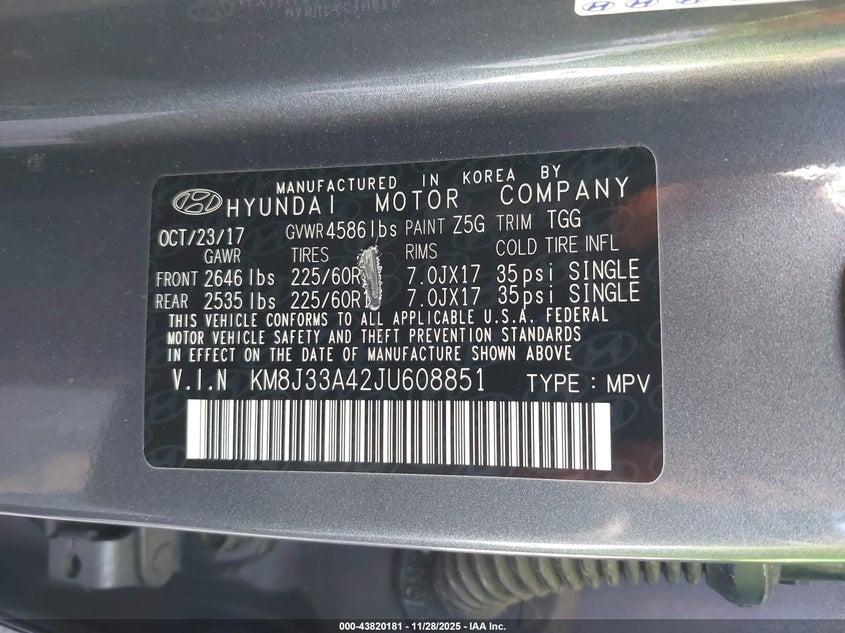 MANUFACTURED IN KOREA BY
HYUNDAI MOTOR COMPANY
OCT/23/17 GVWR 4586 lbs PAINT Z5G TRIM TGG
GAWR TIRES RIMS COLD TIRE INFL
FRONT 2646 lbs 225/60R 7.0JX17 35psi SINGLE
REAR 2535 lbs 225/60R1 7.0JX17 35psi SINGLE
THIS VEHICLE CONFORMS TO ALL APPLICABLE U.S.A. FEDERAL
MOTOR VEHICLE SAFETY AND THEFT PREVENTION STANDARDS
IN EFFECT ON THE DATE OF MANUFACTURE SHOWN ABOVE
V.I.N KM8J33A42JU608851 TYPE : MPV
000-43820181 | 11/28/2025 - IAA Inc.